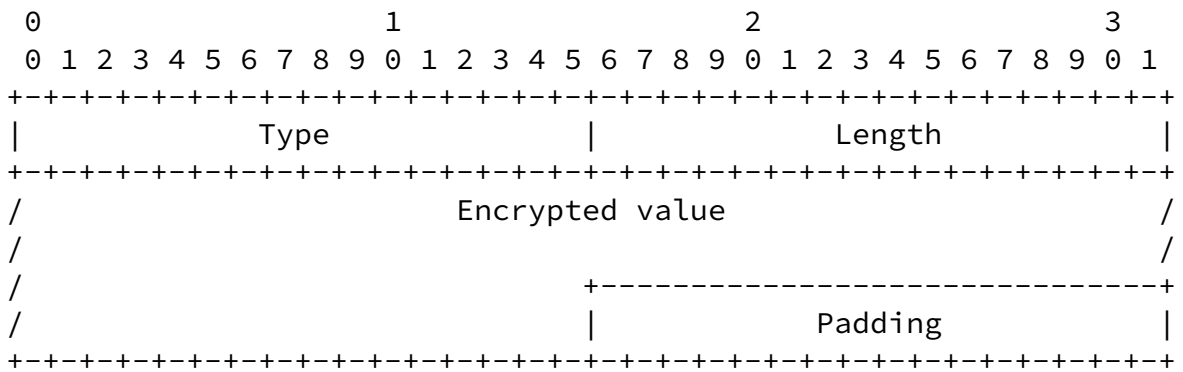 0                   1                   2                   3
 0 1 2 3 4 5 6 7 8 9 0 1 2 3 4 5 6 7 8 9 0 1 2 3 4 5 6 7 8 9 0 1
+-+-+-+-+-+-+-+-+-+-+-+-+-+-+-+-+-+-+-+-+-+-+-+-+-+-+-+-+-+-+-+-+
|             Type              |             Length            |
+-+-+-+-+-+-+-+-+-+-+-+-+-+-+-+-+-+-+-+-+-+-+-+-+-+-+-+-+-+-+-+-+
/                        Encrypted value                        /
/                                                               /
/                               +-------------------------------+
/                               |            Padding            |
+-+-+-+-+-+-+-+-+-+-+-+-+-+-+-+-+-+-+-+-+-+-+-+-+-+-+-+-+-+-+-+-+